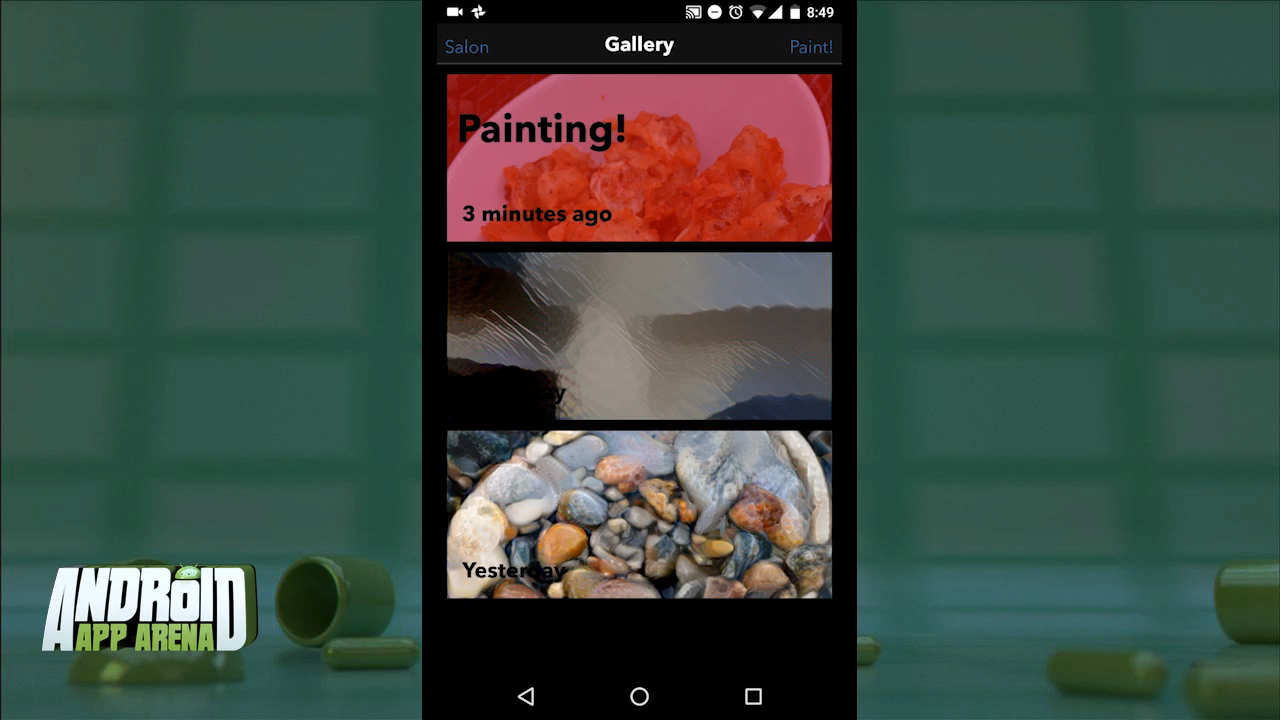 8:49
Salon
Gallery
Paint!
Painting!
3 minutes ago
Yesterday
ANDROID
APP ARENA